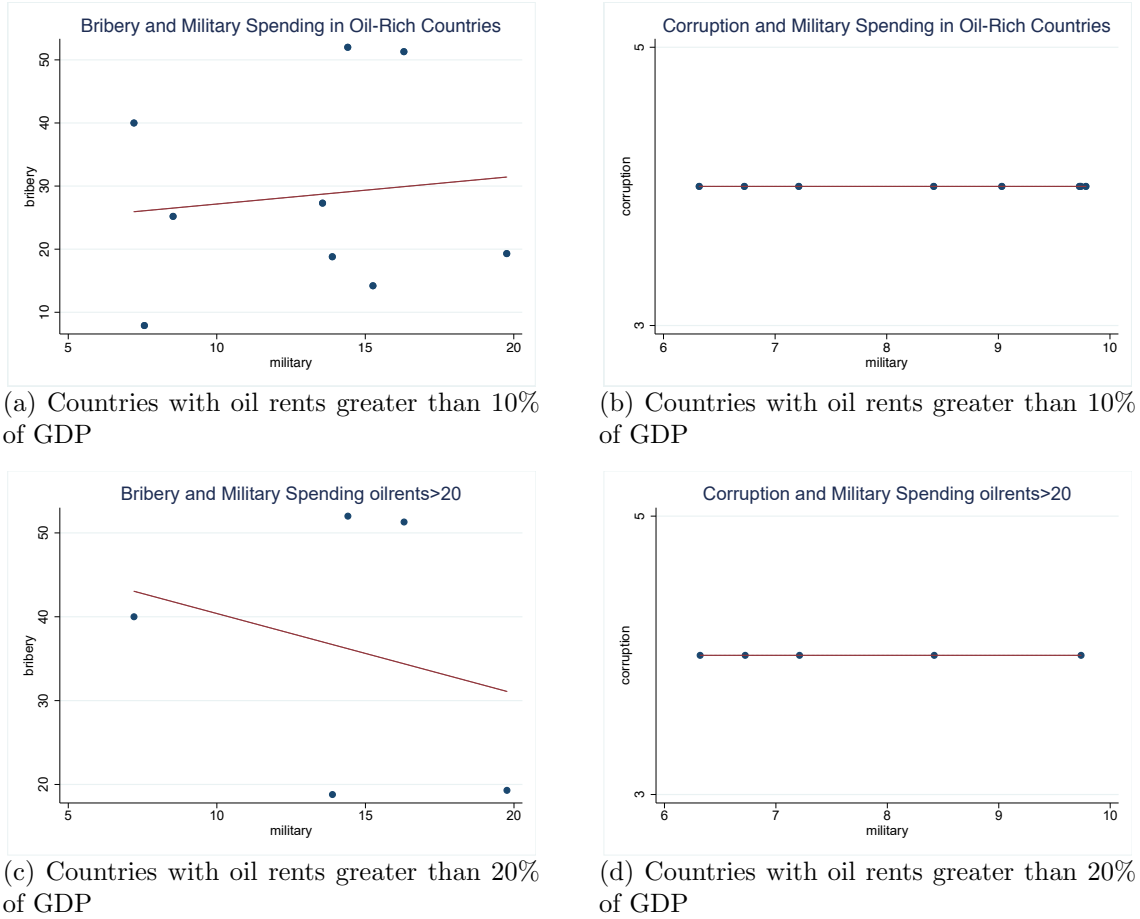 Bribery and Military Spending in Oil-Rich Countries
50
40
30
20
10
bribery
5
10
15
20
military
(a) Countries with oil rents greater than 10%
of GDP
Corruption and Military Spending in Oil-Rich Countries
5
3
corruption
6
7
8
9
10
military
(b) Countries with oil rents greater than 10%
of GDP
Bribery and Military Spending oilrents>20
50
40
30
20
bribery
5
10
15
20
military
(c) Countries with oil rents greater than 20%
of GDP
Corruption and Military Spending oilrents>20
5
3
corruption
6
7
8
9
10
military
(d) Countries with oil rents greater than 20%
of GDP